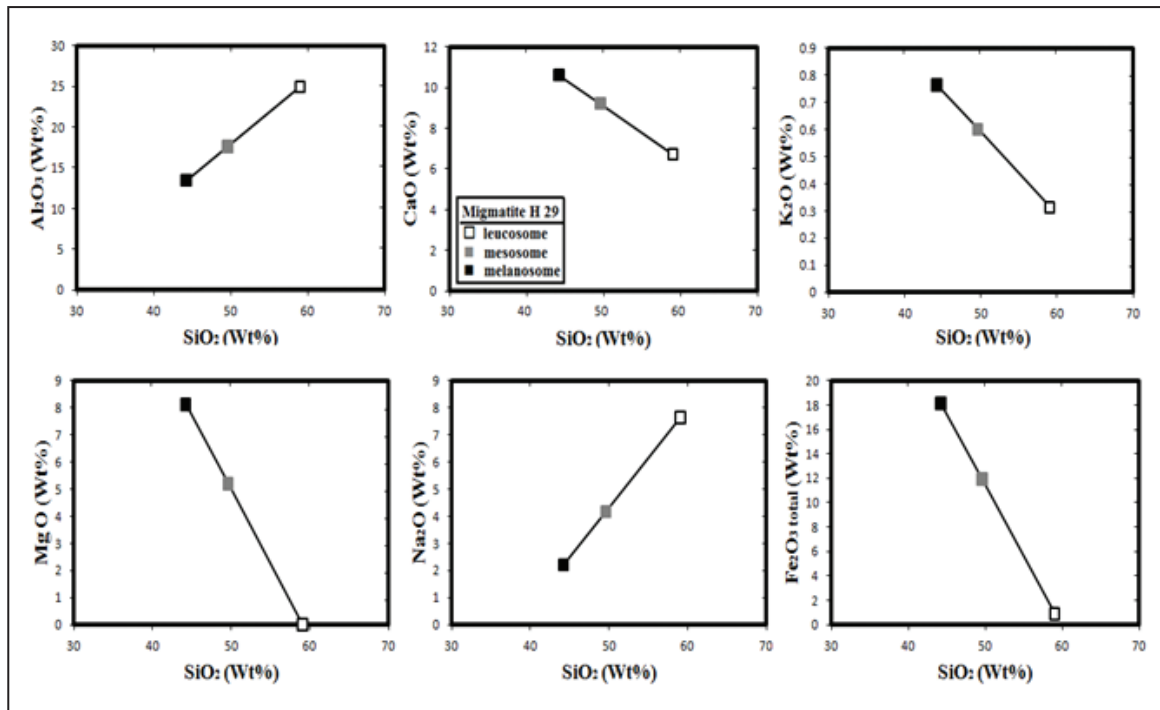 30
25
20
15
10
5
0
Al₂O₃ (Wt%)
30 40 50 60 70
SiO₂ (Wt%)
12
10
8
6
4
2
0
CaO (Wt%)
Migmatite H 29
leucosome
mesosome
melanosome
30 40 50 60 70
SiO₂ (Wt%)
0.9
0.8
0.7
0.6
0.5
0.4
0.3
0.2
0.1
0
K₂O (Wt%)
30 40 50 60 70
SiO₂ (Wt%)
9
8
7
6
5
4
3
2
1
0
Mg O (Wt%)
30 40 50 60 70
SiO₂ (Wt%)
9
8
7
6
5
4
3
2
1
0
Na₂O (Wt%)
30 40 50 60 70
SiO₂ (Wt%)
20
18
16
14
12
10
8
6
4
2
0
Fe₂O₃ total (Wt%)
30 40 50 60 70
SiO₂ (Wt%)